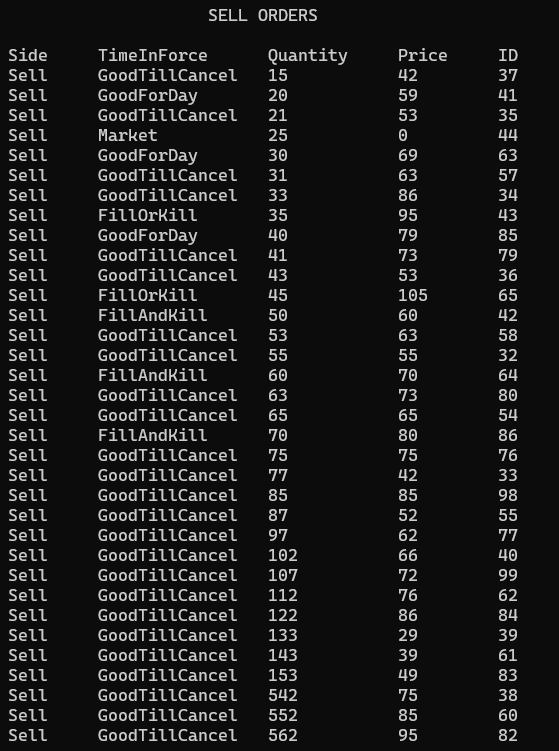 SELL ORDERS
Side TimeInForce Quantity Price ID
Sell GoodTillCancel 15 42 37
Sell GoodForDay 20 59 41
Sell GoodTillCancel 21 53 35
Sell Market 25 0 44
Sell GoodForDay 30 69 63
Sell GoodTillCancel 31 63 57
Sell GoodTillCancel 33 86 34
Sell FillOrKill 35 95 43
Sell GoodForDay 40 79 85
Sell GoodTillCancel 41 73 79
Sell GoodTillCancel 43 53 36
Sell FillOrKill 45 105 65
Sell FillAndKill 50 60 42
Sell GoodTillCancel 53 63 58
Sell GoodTillCancel 55 55 32
Sell FillAndKill 60 70 64
Sell GoodTillCancel 63 73 80
Sell GoodTillCancel 65 65 54
Sell FillAndKill 70 80 86
Sell GoodTillCancel 75 75 76
Sell GoodTillCancel 77 42 33
Sell GoodTillCancel 85 85 98
Sell GoodTillCancel 87 52 55
Sell GoodTillCancel 97 62 77
Sell GoodTillCancel 102 66 40
Sell GoodTillCancel 107 72 99
Sell GoodTillCancel 112 76 62
Sell GoodTillCancel 122 86 84
Sell GoodTillCancel 133 29 39
Sell GoodTillCancel 143 39 61
Sell GoodTillCancel 153 49 83
Sell GoodTillCancel 542 75 38
Sell GoodTillCancel 552 85 60
Sell GoodTillCancel 562 95 82